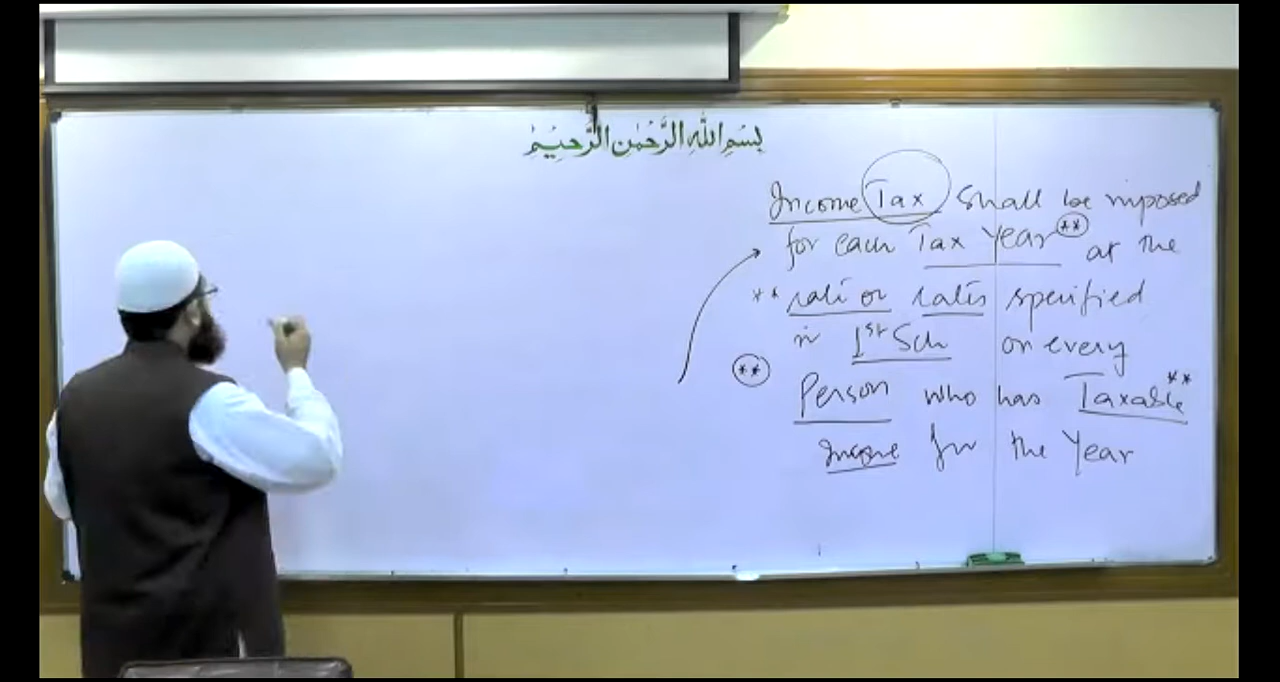 بِسْمِ اللهِ الرَّحْمٰنِ الرَّحِيْمِ
Income Tax shall be imposed
for each Tax Year ** at the
** rate or rates specified
in 1st Sch on every
** Person who has Taxable **
Income for the Year